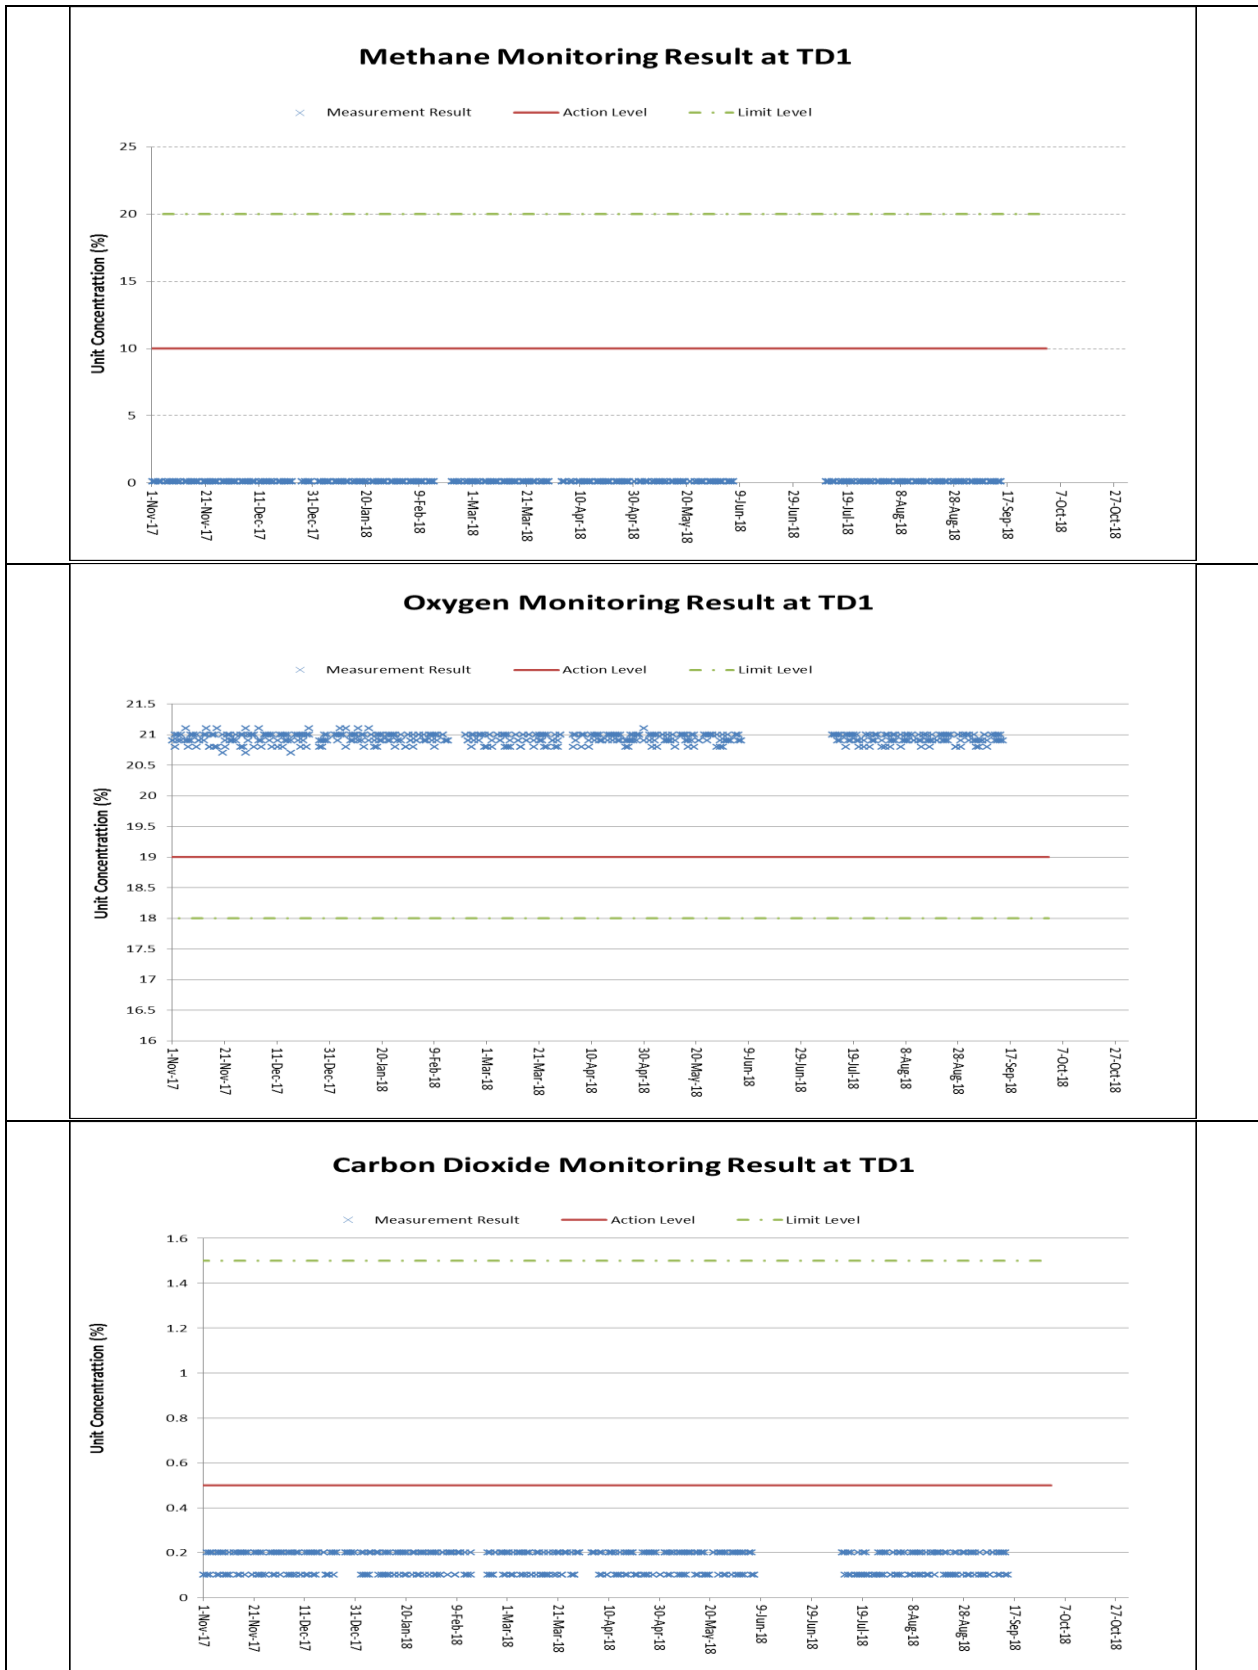 Methane Monitoring Result at TD1
Measurement Result Action Level Limit Level
Unit Concentrattion (%)
25
20
15
10
5
0
1-Nov-17 21-Nov-17 11-Dec-17 31-Dec-17 20-Jan-18 9-Feb-18 1-Mar-18 21-Mar-18 10-Apr-18 30-Apr-18 20-May-18 9-Jun-18 29-Jun-18 19-Jul-18 8-Aug-18 28-Aug-18 17-Sep-18 7-Oct-18 27-Oct-18
Oxygen Monitoring Result at TD1
Measurement Result Action Level Limit Level
Unit Concentrattion (%)
21.5
21
20.5
20
19.5
19
18.5
18
17.5
17
16.5
16
1-Nov-17 21-Nov-17 11-Dec-17 31-Dec-17 20-Jan-18 9-Feb-18 1-Mar-18 21-Mar-18 10-Apr-18 30-Apr-18 20-May-18 9-Jun-18 29-Jun-18 19-Jul-18 8-Aug-18 28-Aug-18 17-Sep-18 7-Oct-18 27-Oct-18
Carbon Dioxide Monitoring Result at TD1
Measurement Result Action Level Limit Level
Unit Concentrattion (%)
1.6
1.4
1.2
1
0.8
0.6
0.4
0.2
0
1-Nov-17 21-Nov-17 11-Dec-17 31-Dec-17 20-Jan-18 9-Feb-18 1-Mar-18 21-Mar-18 10-Apr-18 30-Apr-18 20-May-18 9-Jun-18 29-Jun-18 19-Jul-18 8-Aug-18 28-Aug-18 17-Sep-18 7-Oct-18 27-Oct-18